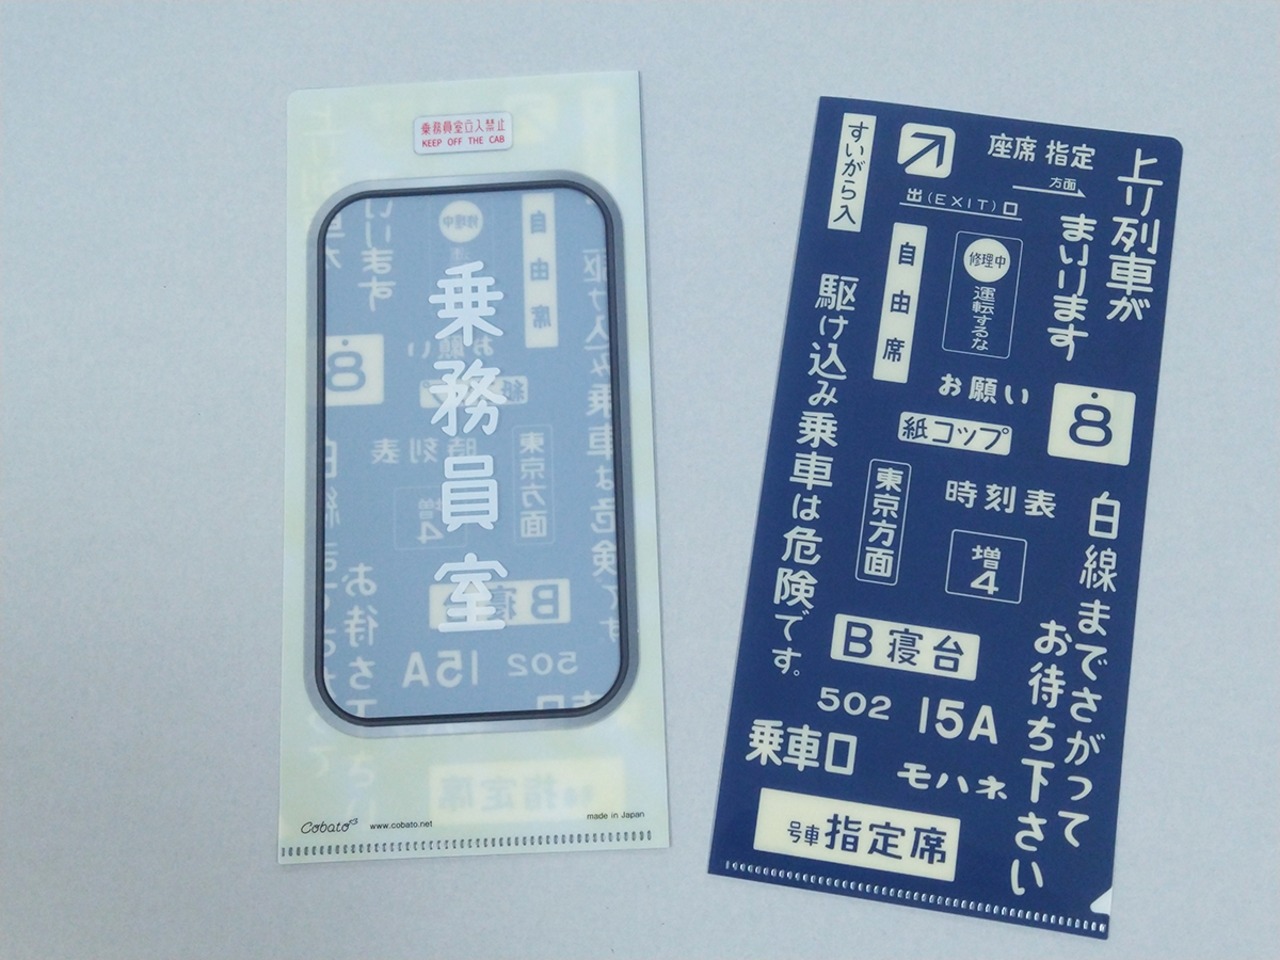 乗務員室立入禁止
KEEP OFF THE CAB
乗務員室
Cobato
www.cobato.net
made in Japan
上り列車が
まいります
座席指定
方面
出(EXIT)口
すいがら入
自由席
修理中
運転するな
駆け込み乗車は危険です。
お願い
紙コップ
8
東京方面
時刻表
増
4
白線までさがって
お待ち下さい
B寝台
502
15A
乗車口
モハネ
号車 指定席